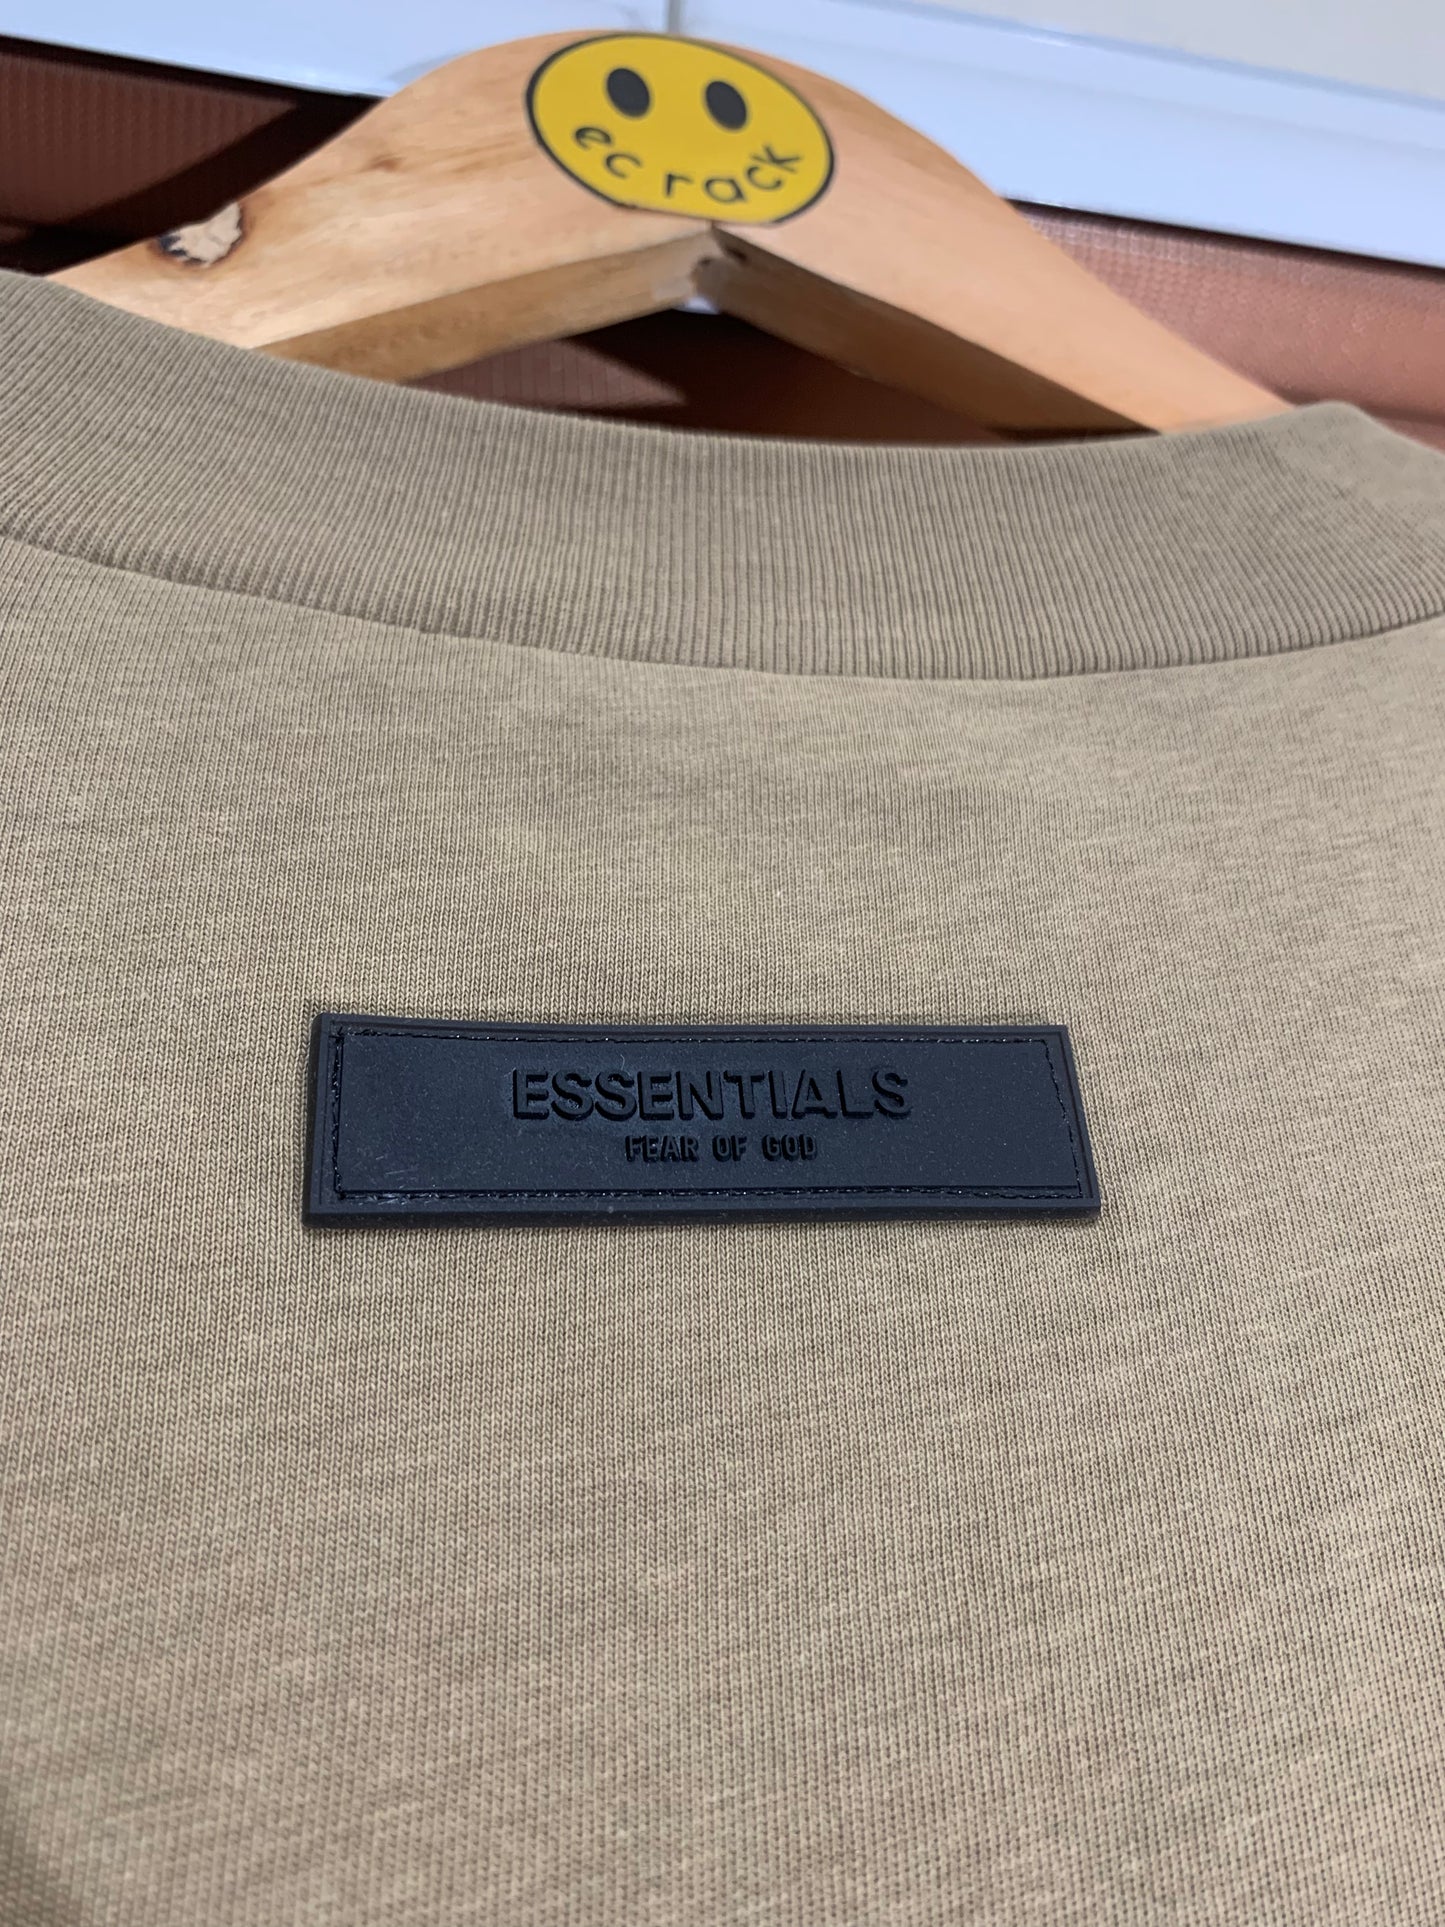 ec rack
ESSENTIALS
FEAR OF GOD